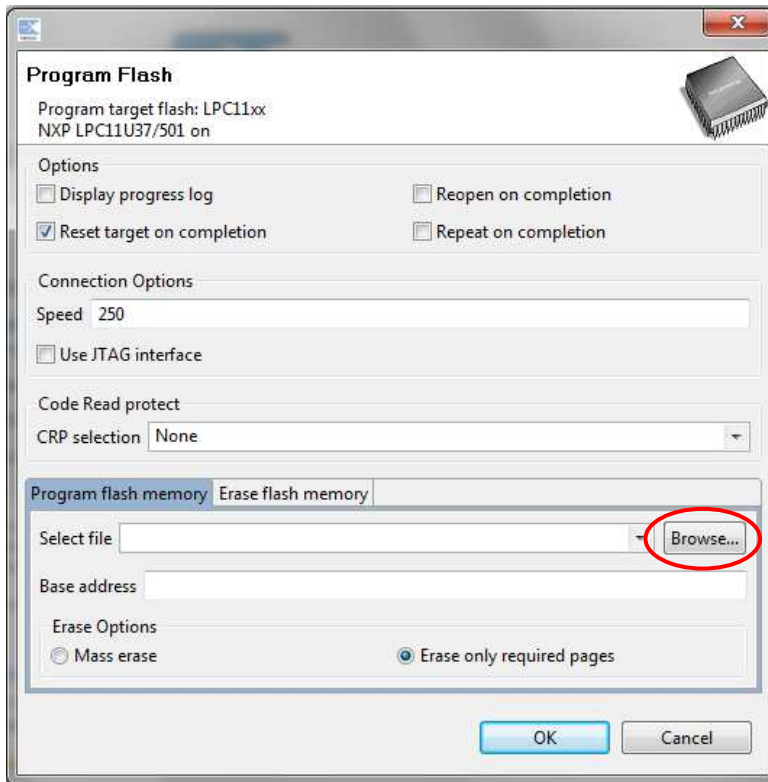 Program Flash
Program target flash: LPC11xx
NXP LPC11U37/501 on
Options
Display progress log
Reopen on completion
Reset target on completion
Repeat on completion
Connection Options
Speed 250
Use JTAG interface
Code Read protect
CRP selection None
Program flash memory Erase flash memory
Select file Browse...
Base address
Erase Options
Mass erase Erase only required pages
OK Cancel